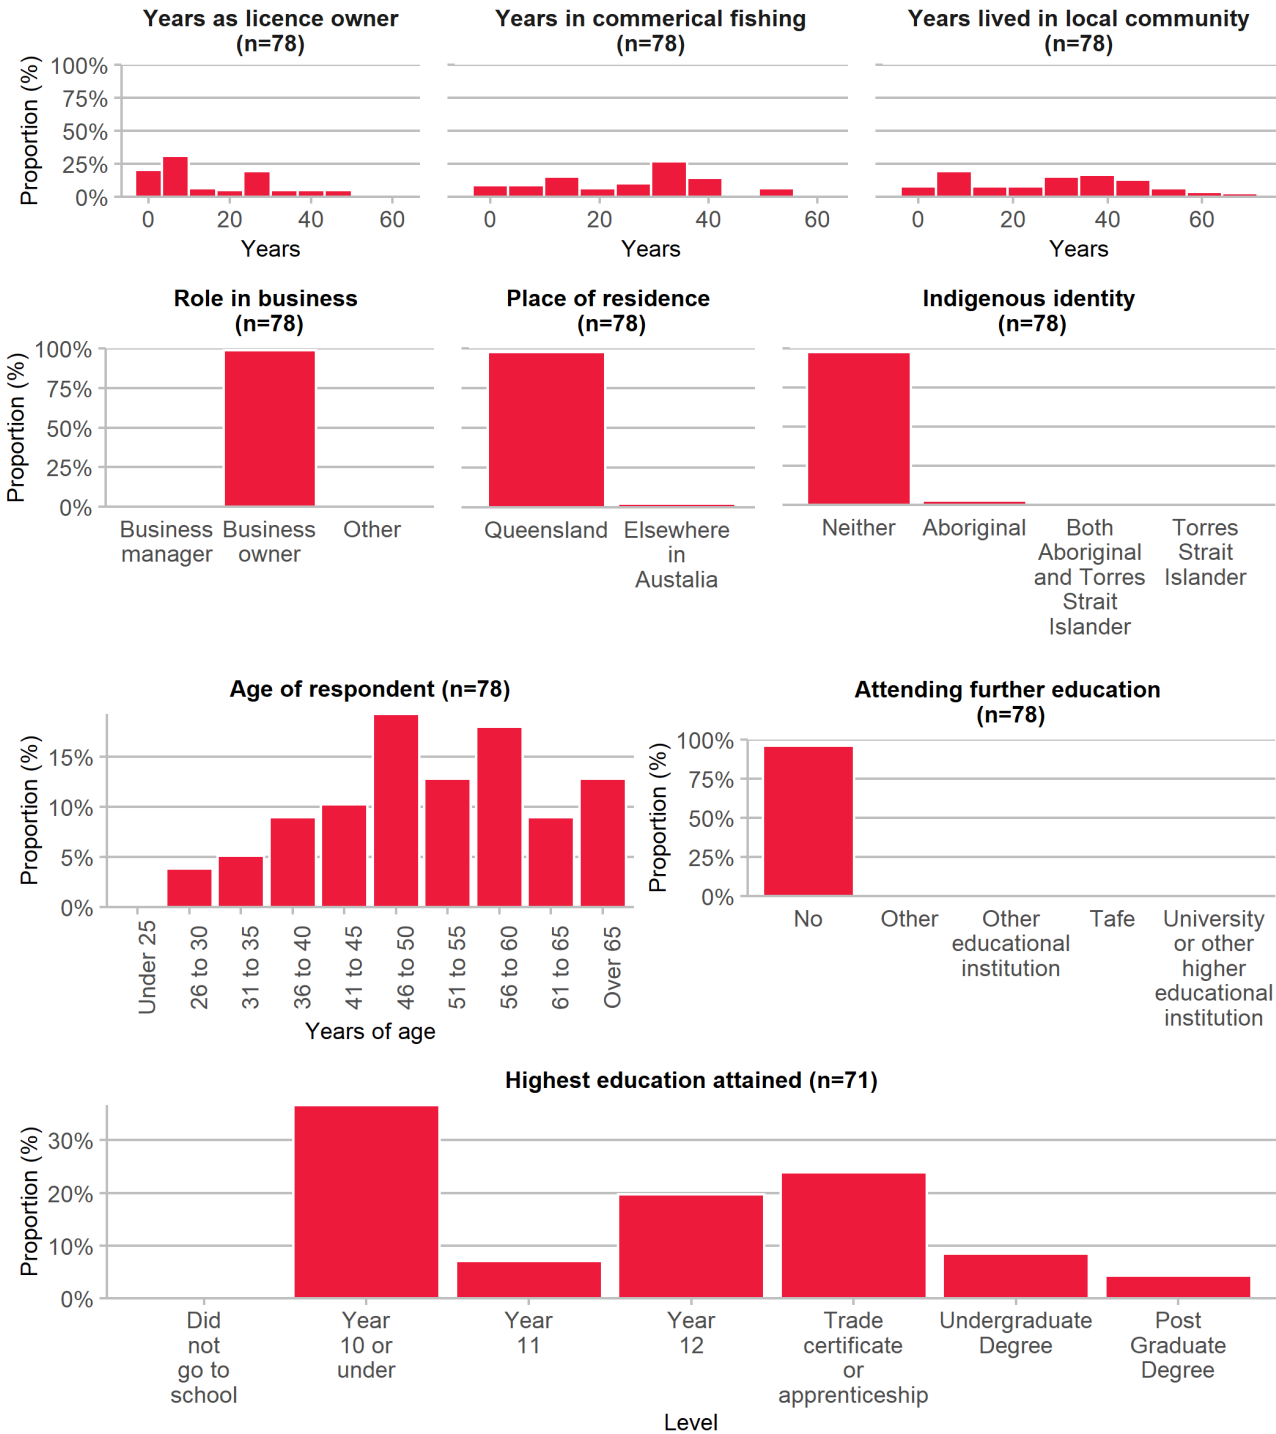 Years as licence owner
(n=78)
Years in commerical fishing
(n=78)
Years lived in local community
(n=78)
Proportion (%)
100%
75%
50%
25%
0%
0 20 40 60
Years
0 20 40 60
Years
0 20 40 60
Years
Role in business
(n=78)
Place of residence
(n=78)
Indigenous identity
(n=78)
Proportion (%)
100%
75%
50%
25%
0%
Business
manager
Business
owner
Other
Queensland
Elsewhere
in
Austalia
Neither
Aboriginal
Both
Aboriginal
and Torres
Strait
Islander
Torres
Strait
Islander
Age of respondent (n=78)
Proportion (%)
15%
10%
5%
0%
Under 25
26 to 30
31 to 35
36 to 40
41 to 45
46 to 50
51 to 55
56 to 60
61 to 65
Over 65
Years of age
Attending further education
(n=78)
Proportion (%)
100%
75%
50%
25%
0%
No
Other
Other
educational
institution
Tafe
University
or other
higher
educational
institution
Highest education attained (n=71)
Proportion (%)
30%
20%
10%
0%
Did
not
go to
school
Year
10 or
under
Year
11
Year
12
Trade
certificate
or
apprenticeship
Undergraduate
Degree
Post
Graduate
Degree
Level